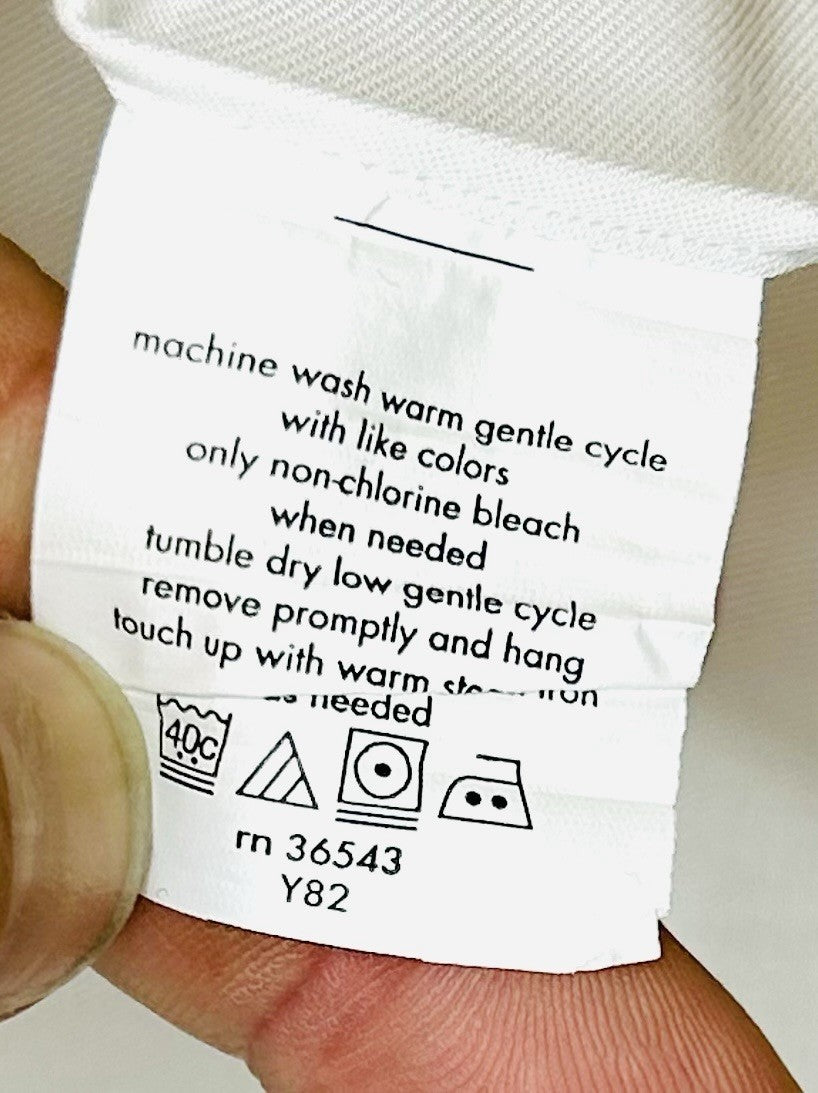 machine wash warm gentle cycle
with like colors
only non-chlorine bleach
when needed
tumble dry low gentle cycle
remove promptly and hang
touch up with warm iron
needed
40c
rn 36543
Y82